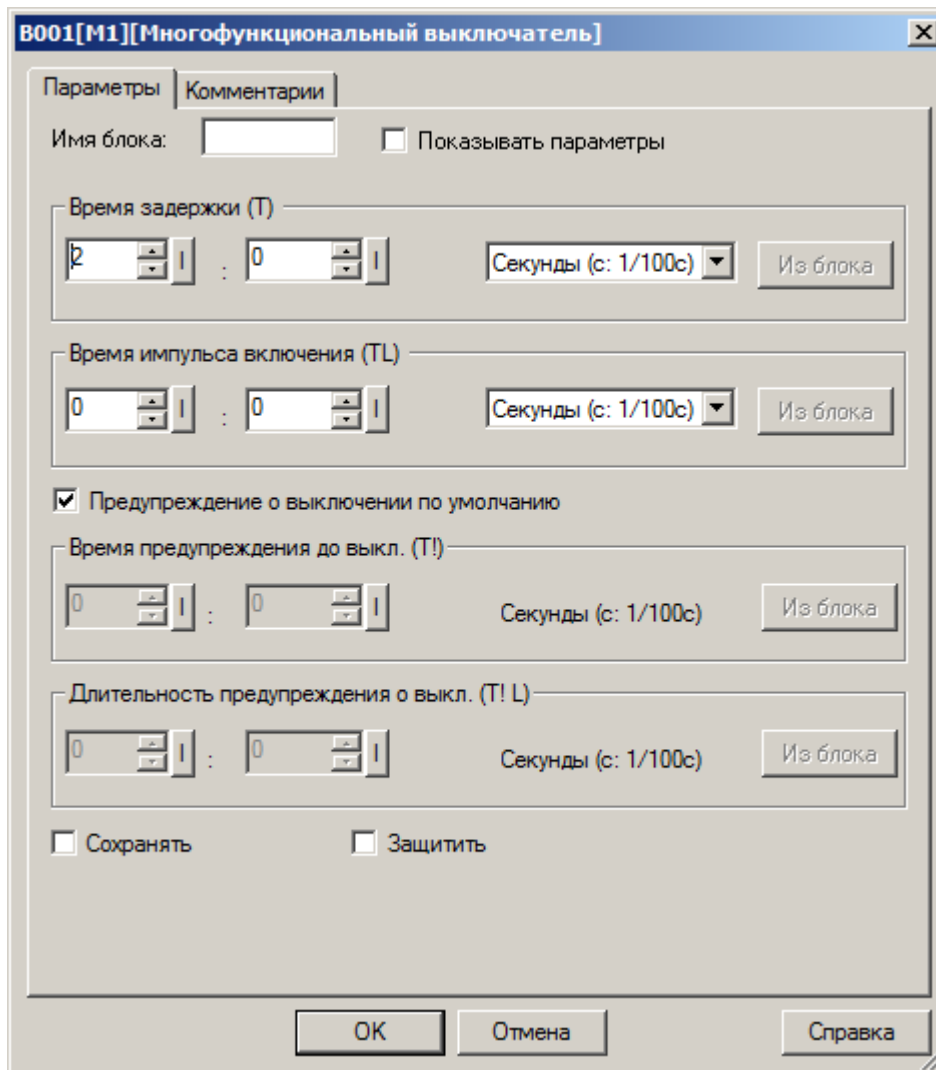 B001[M1][Многофункциональный выключатель]
Параметры Комментарии
Имя блока: Показывать параметры
Время задержки (T)
2 : 0 Секунды (с: 1/100с) Из блока
Время импульса включения (TL)
0 : 0 Секунды (с: 1/100с) Из блока
Предупреждение о выключении по умолчанию
Время предупреждения до выкл. (T!)
0 : 0 Секунды (с: 1/100с) Из блока
Длительность предупреждения о выкл. (T! L)
0 : 0 Секунды (с: 1/100с) Из блока
Сохранять Защитить
OK Отмена Справка